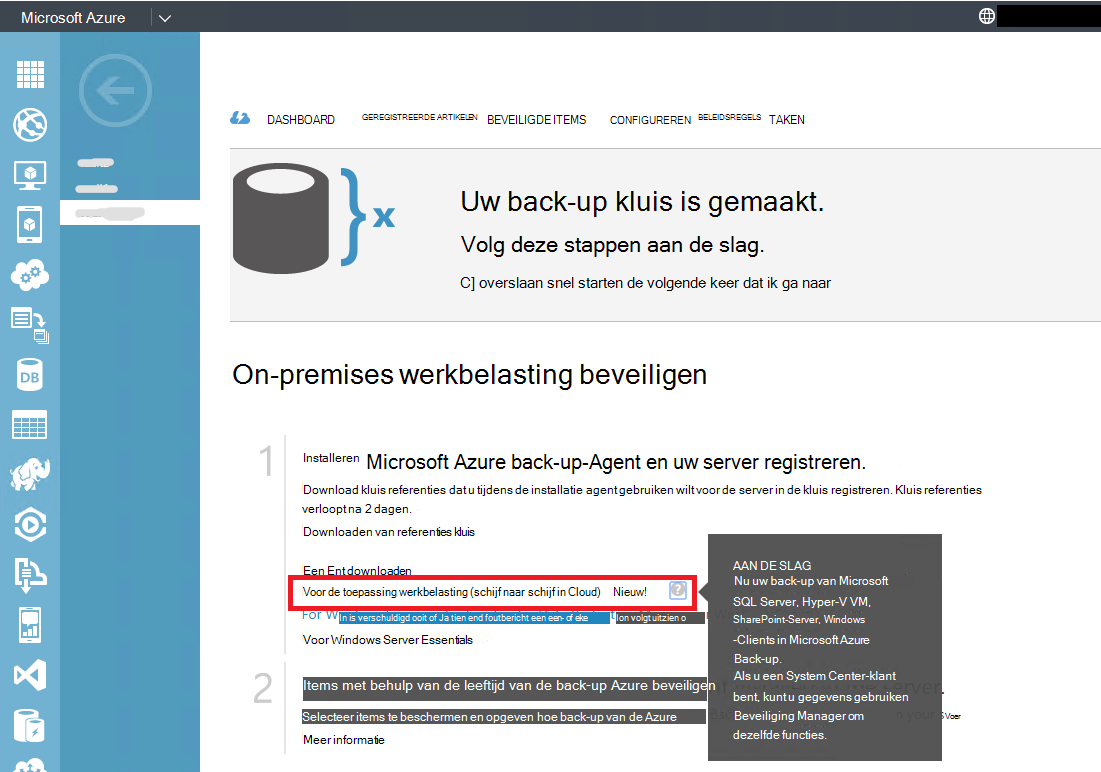 Microsoft Azure
DASHBOARD GEREGISTREERDE ARTIKELEN BEVEILIGDE ITEMS CONFIGUREREN BELEIDSREGELS TAKEN
Uw back-up kluis is gemaakt.
Volg deze stappen aan de slag.
C] overslaan snel starten de volgende keer dat ik ga naar
} x
On-premises werkbelasting beveiligen
1
Installeren Microsoft Azure back-up-Agent en uw server registreren.
Download kluis referenties dat u tijdens de installatie agent gebruiken wilt voor de server in de kluis registreren. Kluis referenties
verloopt na 2 dagen.
Downloaden van referenties kluis
Een Ent downloaden
Voor de toepassing werkbelasting (schijf naar schijf in Cloud) Nieuw! ?
For W
In is verschuldigd ooit of Ja tien end foutbericht een een- of eke Ion volgt uitzien o
Voor Windows Server Essentials
2
Items met behulp van de leeftijd van de back-up Azure beveiligen
Selecteer items te beschermen en opgeven hoe back-up van de Azure
Meer informatie
DB
AAN DE SLAG
Nu uw back-up van Microsoft
SQL Server, Hyper-V VM,
SharePoint-Server, Windows
-Clients in Microsoft Azure
Back-up.
Als u een System Center-klant
bent, kunt u gegevens gebruiken
Beveiliging Manager om
dezelfde functies.